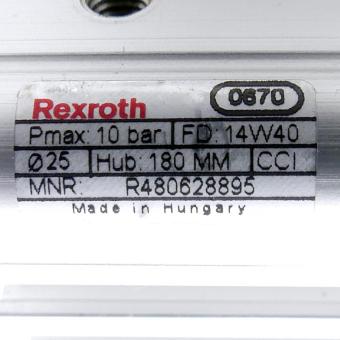 Rexroth 0670
Pmax: 10 bar FD: 14W40
Ø25 Hub: 180 MM CCI
MNR: R480628895
Made in Hungary